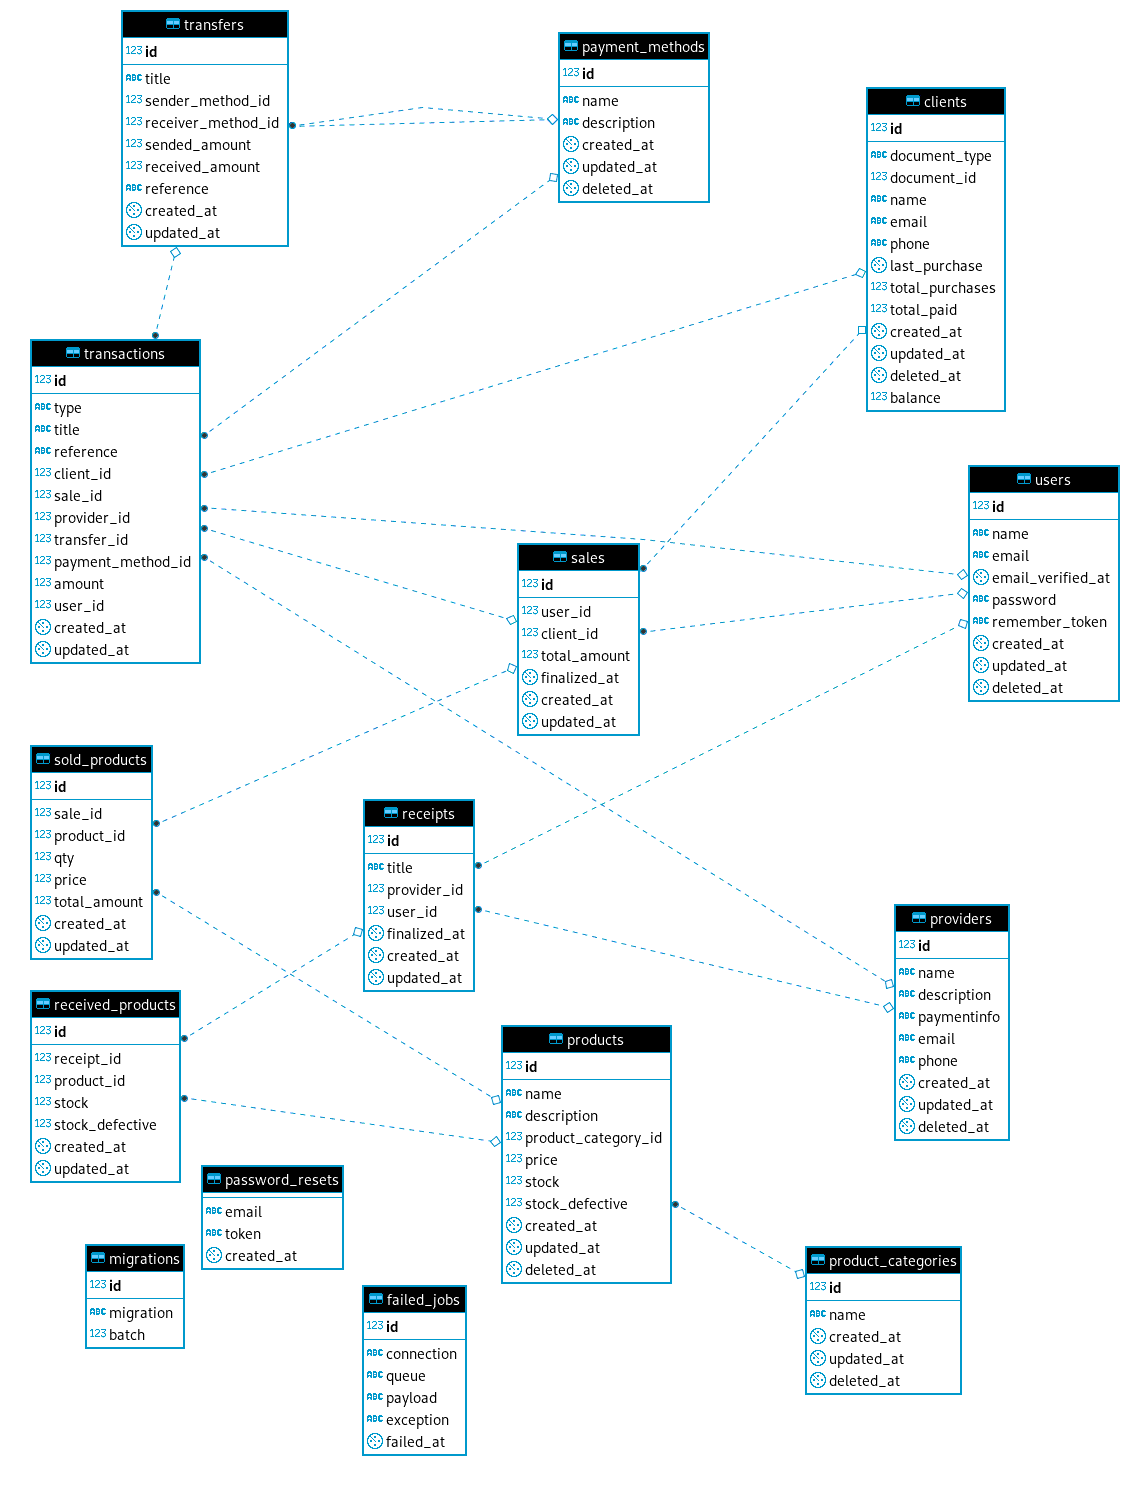 transfers
123 id
ABC title
123 sender_method_id
123 receiver_method_id
123 sended_amount
123 received_amount
ABC reference
created_at
updated_at
payment_methods
123 id
ABC name
ABC description
created_at
updated_at
deleted_at
clients
123 id
ABC document_type
123 document_id
ABC name
ABC email
ABC phone
last_purchase
123 total_purchases
123 total_paid
created_at
updated_at
deleted_at
123 balance
transactions
123 id
ABC type
ABC title
ABC reference
123 client_id
123 sale_id
123 provider_id
123 transfer_id
123 payment_method_id
123 amount
123 user_id
created_at
updated_at
users
123 id
ABC name
ABC email
email_verified_at
ABC password
ABC remember_token
created_at
updated_at
deleted_at
sales
123 id
123 user_id
123 client_id
123 total_amount
finalized_at
created_at
updated_at
sold_products
123 id
123 sale_id
123 product_id
123 qty
123 price
123 total_amount
created_at
updated_at
receipts
123 id
ABC title
123 provider_id
123 user_id
finalized_at
created_at
updated_at
providers
123 id
ABC name
ABC description
ABC paymentinfo
ABC email
ABC phone
created_at
updated_at
deleted_at
received_products
123 id
123 receipt_id
123 product_id
123 stock
123 stock_defective
created_at
updated_at
products
123 id
ABC name
ABC description
123 product_category_id
123 price
123 stock
123 stock_defective
created_at
updated_at
deleted_at
password_resets
ABC email
ABC token
created_at
migrations
123 id
ABC migration
123 batch
failed_jobs
123 id
ABC connection
ABC queue
ABC payload
ABC exception
failed_at
product_categories
123 id
ABC name
created_at
updated_at
deleted_at